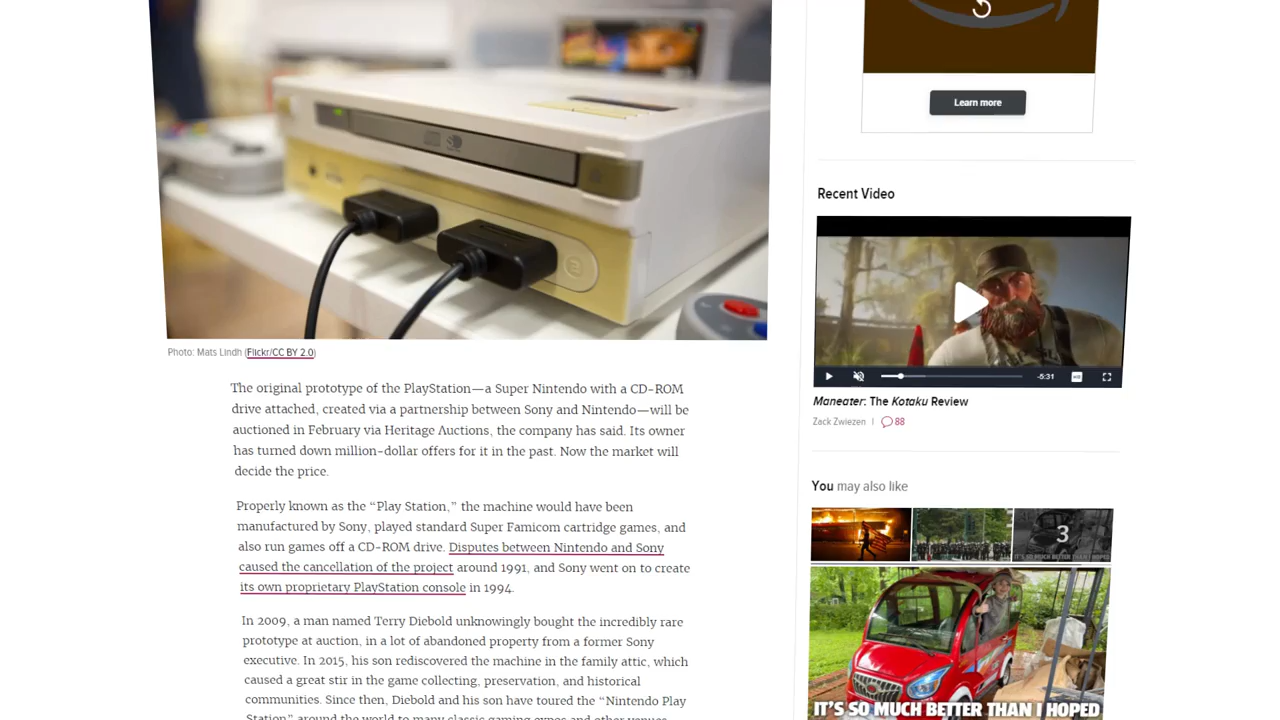 Learn more
Recent Video
-5:31
Maneater: The Kotaku Review
Zack Zwiezen | 88
You may also like
3
IT'S SO MUCH BETTER THAN I HOPED
IT'S SO MUCH BETTER THAN I HOPED
Photo: Mats Lindh (Flickr/CC BY 2.0)
The original prototype of the PlayStation—a Super Nintendo with a CD-ROM
drive attached, created via a partnership between Sony and Nintendo—will be
auctioned in February via Heritage Auctions, the company has said. Its owner
has turned down million-dollar offers for it in the past. Now the market will
decide the price.
Properly known as the “Play Station,” the machine would have been
manufactured by Sony, played standard Super Famicom cartridge games, and
also run games off a CD-ROM drive. Disputes between Nintendo and Sony
caused the cancellation of the project around 1991, and Sony went on to create
its own proprietary PlayStation console in 1994.
In 2009, a man named Terry Diebold unknowingly bought the incredibly rare
prototype at auction, in a lot of abandoned property from a former Sony
executive. In 2015, his son rediscovered the machine in the family attic, which
caused a great stir in the game collecting, preservation, and historical
communities. Since then, Diebold and his son have toured the “Nintendo Play
Station” around the world to many classic gaming expos and other venues